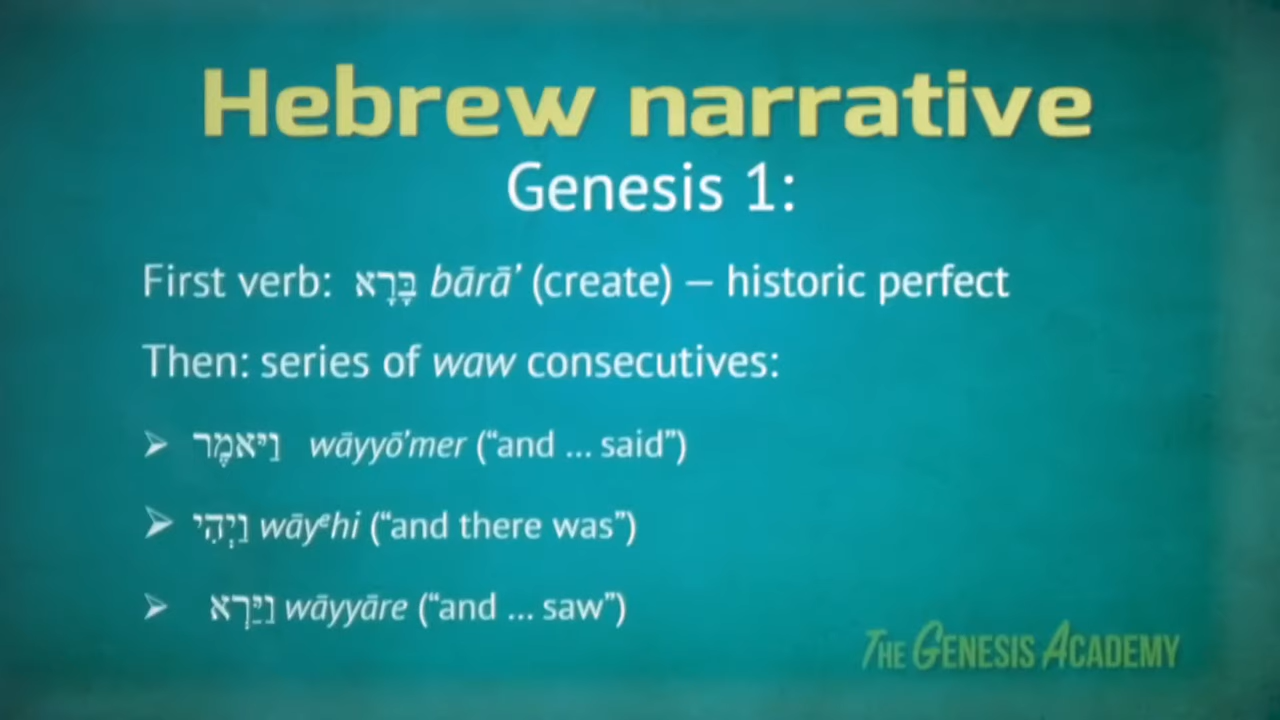 Hebrew narrative
Genesis 1:
First verb: בָּרָא bārā’ (create) – historic perfect
Then: series of waw consecutives:
➢ וַיֹּאמֶר wāyyō’mer (“and ... said”)
➢ וַיְהִי wāyᵉhi (“and there was”)
➢ וַיַּרְא wāyyāre (“and ... saw”)
THE GENESIS ACADEMY